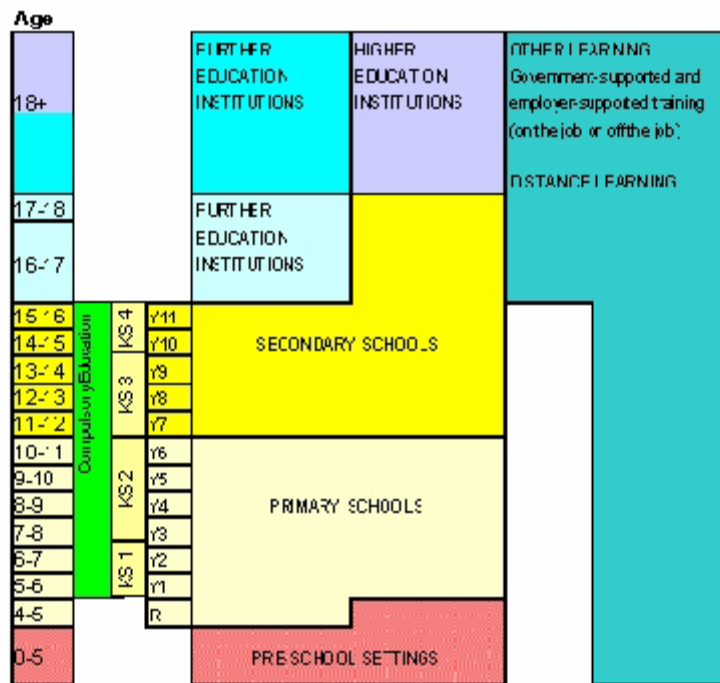 Age
FURTHER
EDUCATION
INSTITUTIONS
HIGHER
EDUCATION
INSTITUTIONS
OTHER LEARNING
Government-supported and
employer-supported training
(on the job or off the job)
DISTANCE LEARNING
18+
17-18
16-17
FURTHER
EDUCATION
INSTITUTIONS
15-16
14-15
13-14
12-13
11-12
10-11
9-10
8-9
7-8
6-7
5-6
4-5
0-5
Compulsory Education
KS 4
KS 3
KS 2
KS 1
Y11
Y10
Y9
Y8
Y7
Y6
Y5
Y4
Y3
Y2
Y1
R
SECONDARY SCHOOLS
PRIMARY SCHOOLS
PRE SCHOOL SETTINGS